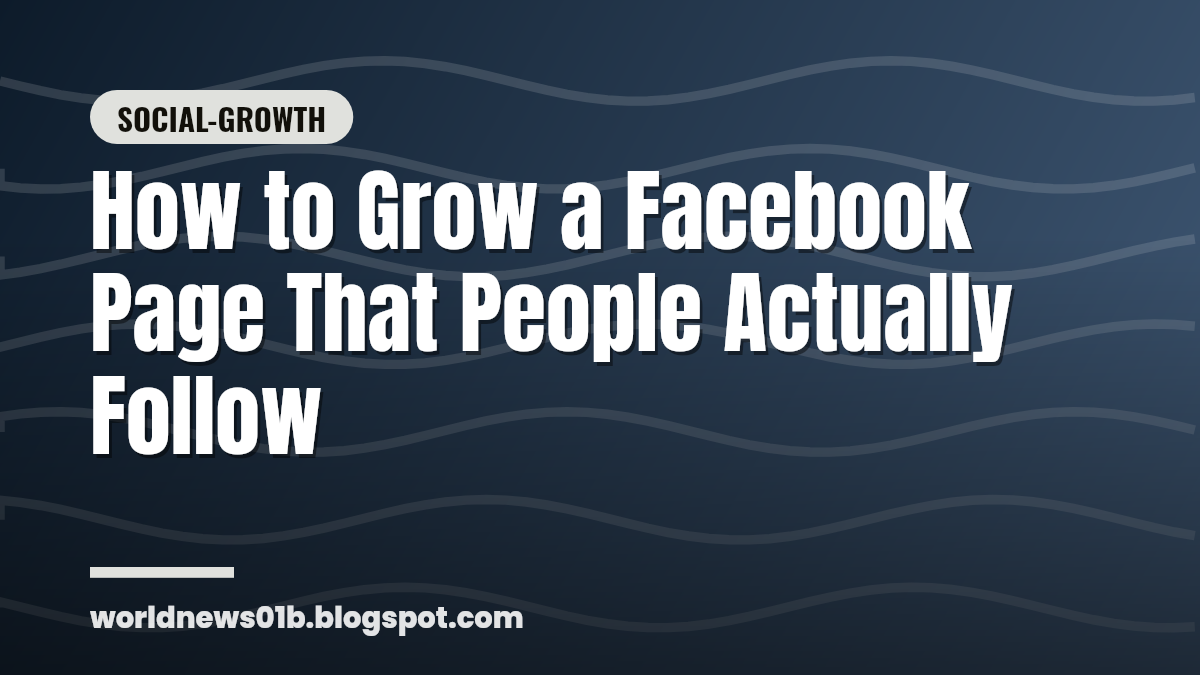 SOCIAL-GROWTH
How to Grow a Facebook
Page That People Actually
Follow
worldnews01b.blogspot.com